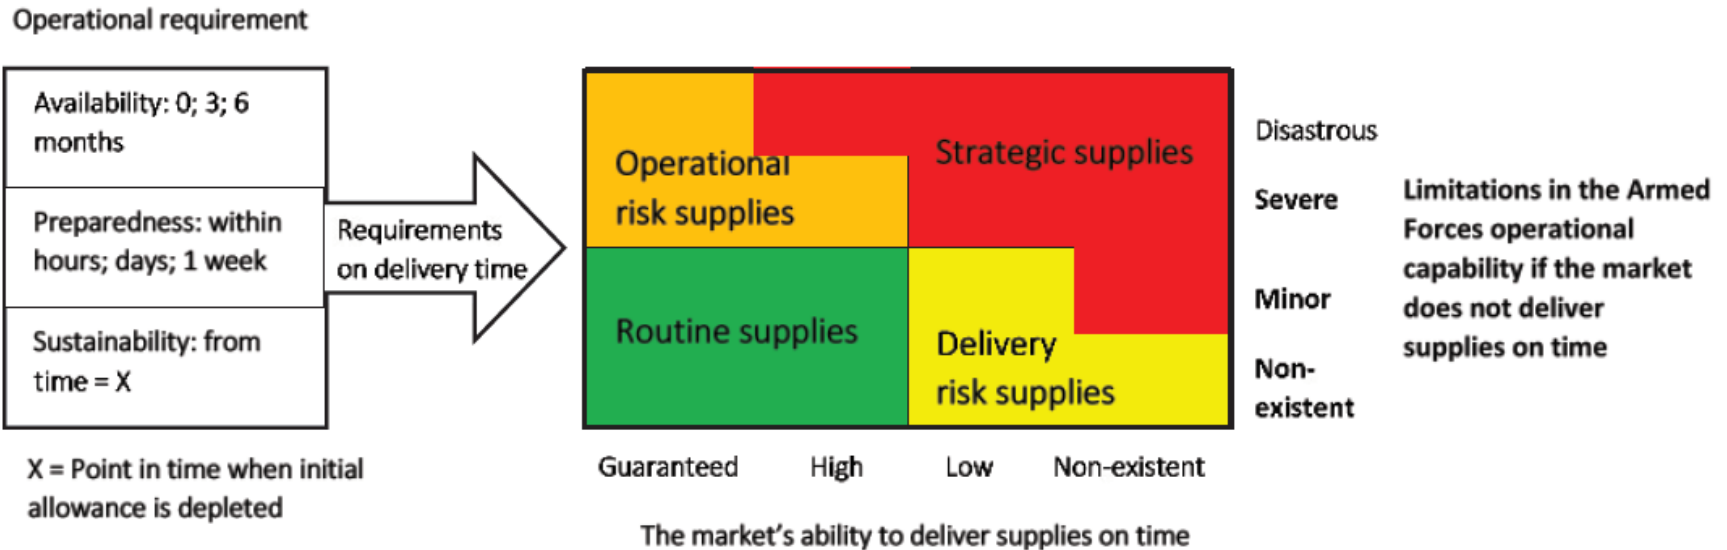 Operational requirement
Availability: 0; 3; 6
months
Preparedness: within
hours; days; 1 week
Sustainability: from
time = X
X = Point in time when initial
allowance is depleted
Requirements
on delivery time
Operational
risk supplies
Strategic supplies
Routine supplies
Delivery
risk supplies
Disastrous
Severe
Minor
Non-
existent
Limitations in the Armed
Forces operational
capability if the market
does not deliver
supplies on time
Guaranteed High Low Non-existent
The market's ability to deliver supplies on time